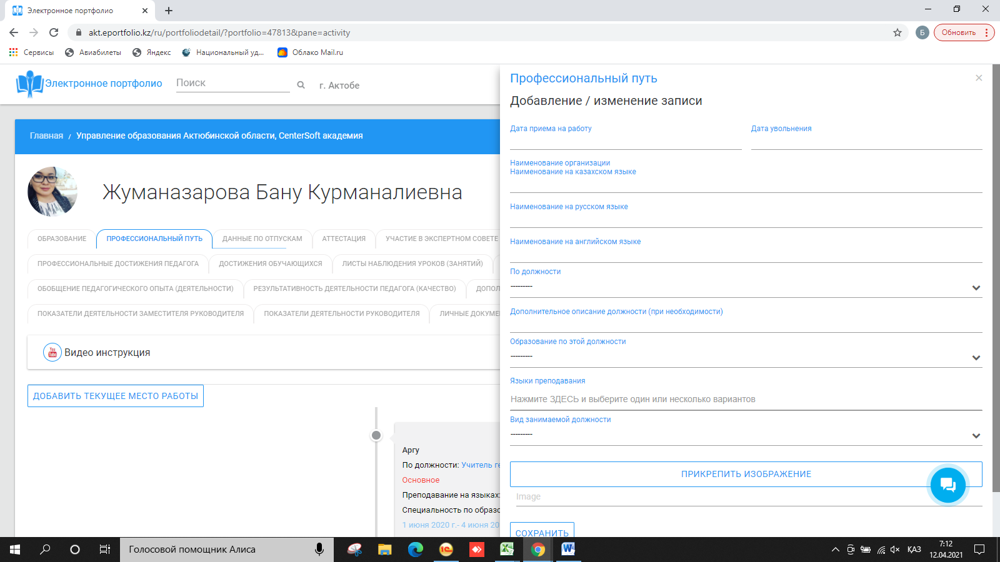 Электронное портфолио
akt.eportfolio.kz/ru/portfoliodetail/?portfolio=47813&pane=activity
Б
Обновить
Сервисы
Авиабилеты
Яндекс
Национальный уд...
Облако Mail.ru
Электронное портфолио
Поиск
г. Актобе
Главная / Управление образования Актюбинской области, CenterSoft академия
Жуманазарова Бану Курманалиевна
ОБРАЗОВАНИЕ
ПРОФЕССИОНАЛЬНЫЙ ПУТЬ
ДАННЫЕ ПО ОТПУСКАМ
АТТЕСТАЦИЯ
УЧАСТИЕ В ЭКСПЕРТНОМ СОВЕТЕ
ПРОФЕССИОНАЛЬНЫЕ ДОСТИЖЕНИЯ ПЕДАГОГА
ДОСТИЖЕНИЯ ОБУЧАЮЩИХСЯ
ЛИСТЫ НАБЛЮДЕНИЯ УРОКОВ (ЗАНЯТИЙ)
ОБОБЩЕНИЕ ПЕДАГОГИЧЕСКОГО ОПЫТА (ДЕЯТЕЛЬНОСТИ)
РЕЗУЛЬТАТИВНОСТЬ ДЕЯТЕЛЬНОСТИ ПЕДАГОГА (КАЧЕСТВО)
ДОПОЛ
ПОКАЗАТЕЛИ ДЕЯТЕЛЬНОСТИ ЗАМЕСТИТЕЛЯ РУКОВОДИТЕЛЯ
ПОКАЗАТЕЛИ ДЕЯТЕЛЬНОСТИ РУКОВОДИТЕЛЯ
ЛИЧНЫЕ ДОКУМЕ
You Tube
Видео инструкция
ДОБАВИТЬ ТЕКУЩЕЕ МЕСТО РАБОТЫ
Аргу
По должности: Учитель ге
Основное
Преподавание на языках:
Специальность по образо
1 июня 2020 г.- 4 июня 20
Профессиональный путь
×
Добавление / изменение записи
Дата приема на работу
Дата увольнения
Наименование организации
Наименование на казахском языке
Наименование на русском языке
Наименование на английском языке
По должности
---------
Дополнительное описание должности (при необходимости)
Образование по этой должности
---------
Языки преподавания
Нажмите ЗДЕСЬ и выберите один или несколько вариантов
Вид занимаемой должности
---------
ПРИКРЕПИТЬ ИЗОБРАЖЕНИЕ
Image
СОХРАНИТЬ
Голосовой помощник Алиса
ҚАЗ
7:12
12.04.2021